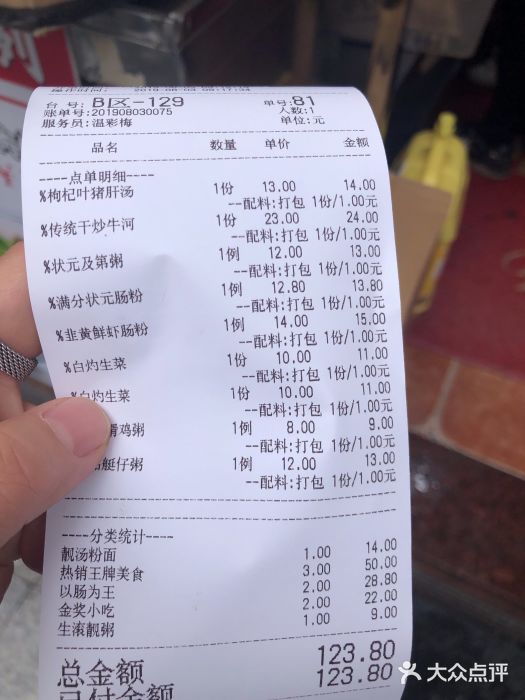 例
2019-08-03 09:17:34
台 号: B区-129 单号:81
账单号:201908030075 人数:1
服务员:温彩梅 单位:元
品名 数量 单价 金额
----点单明细----
%枸杞叶猪肝汤 1份 13.00 14.00
--配料:打包 1份/1.00元
%传统干炒牛河 1份 23.00 24.00
--配料:打包 1份/1.00元
%状元及第粥 1例 12.00 13.00
--配料:打包 1份/1.00元
%满分状元肠粉 1例 12.80 13.80
--配料:打包 1份/1.00元
%韭黄鲜虾肠粉 1例 14.00 15.00
--配料:打包 1份/1.00元
%白灼生菜 1份 10.00 11.00
--配料:打包 1份/1.00元
%白灼生菜 1份 10.00 11.00
--配料:打包 1份/1.00元
鸡粥 1例 8.00 9.00
--配料:打包 1份/1.00元
艇仔粥 1例 12.00 13.00
--配料:打包 1份/1.00元
----分类统计----
靓汤粉面 1.00 14.00
热销王牌美食 3.00 50.00
以肠为王 2.00 28.80
金奖小吃 2.00 22.00
生滚靓粥 1.00 9.00
总金额 123.80
已付金额 123.80
大众点评